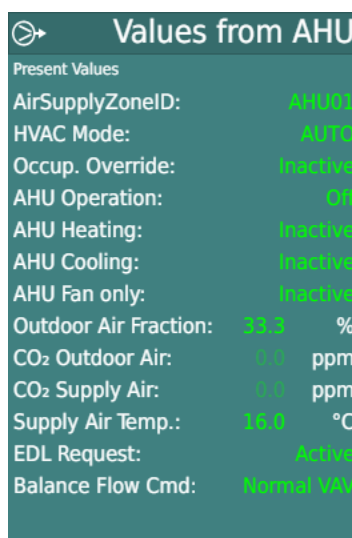 Values from AHU
Present Values
AirSupplyZoneID: AHU01
HVAC Mode: AUTO
Occup. Override: Inactive
AHU Operation: Off
AHU Heating: Inactive
AHU Cooling: Inactive
AHU Fan only: Inactive
Outdoor Air Fraction: 33.3 %
CO₂ Outdoor Air: 0.0 ppm
CO₂ Supply Air: 0.0 ppm
Supply Air Temp.: 16.0 °C
EDL Request: Active
Balance Flow Cmd: Normal VAV